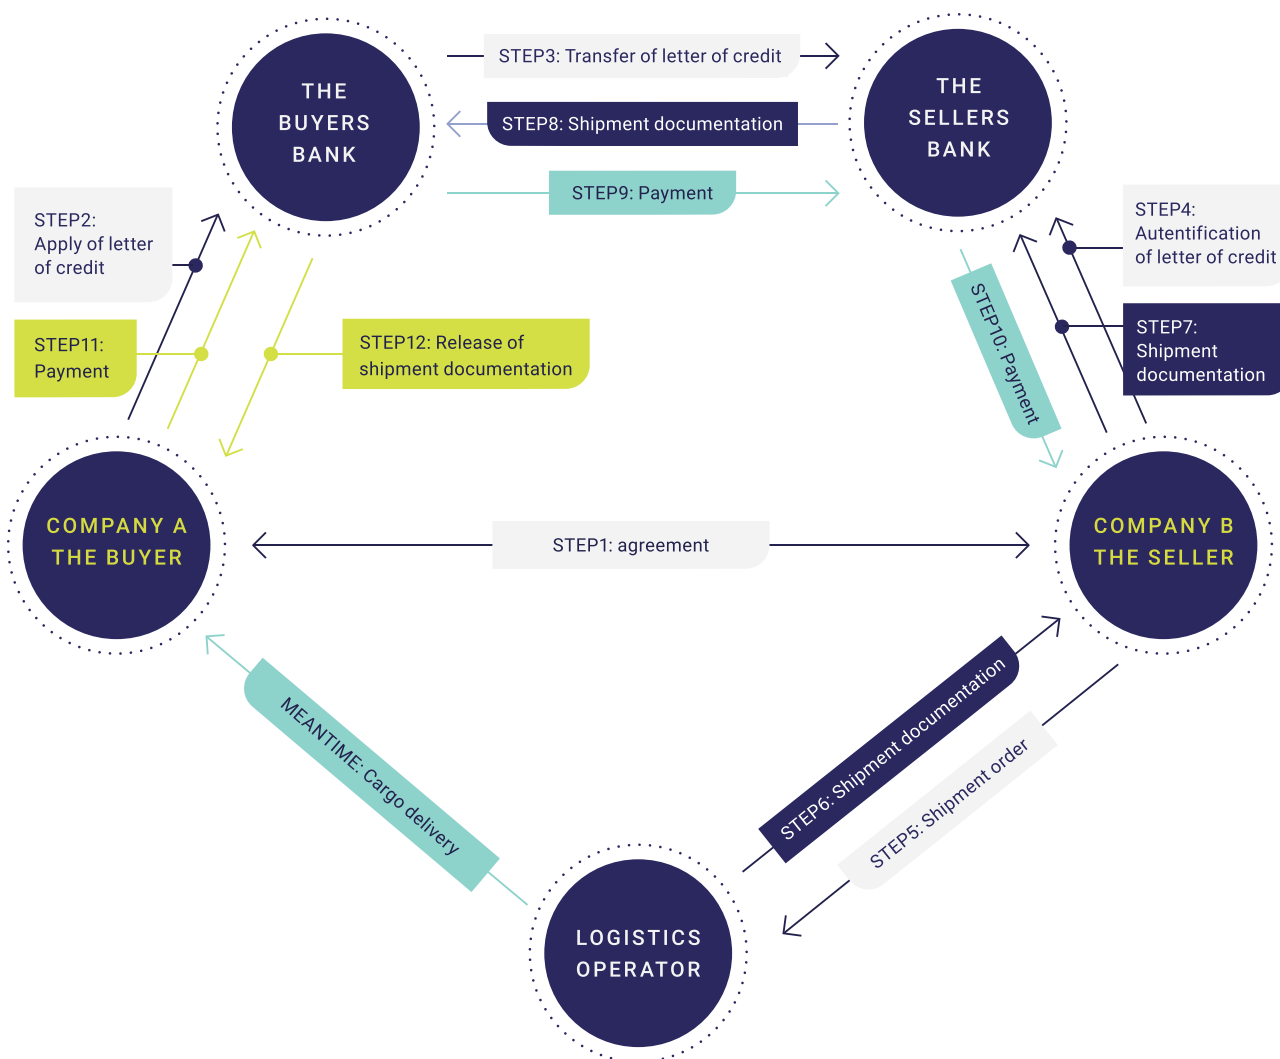 THE
BUYERS
BANK
STEP3: Transfer of letter of credit
STEP8: Shipment documentation
STEP9: Payment
THE
SELLERS
BANK
STEP2:
Apply of letter
of credit
STEP11:
Payment
STEP12: Release of
shipment documentation
STEP10: Payment
STEP4:
Autentification
of letter of credit
STEP7:
Shipment
documentation
COMPANY A
THE BUYER
STEP1: agreement
COMPANY B
THE SELLER
MEANTIME: Cargo delivery
STEP6: Shipment documentation
STEP5: Shipment order
LOGISTICS
OPERATOR